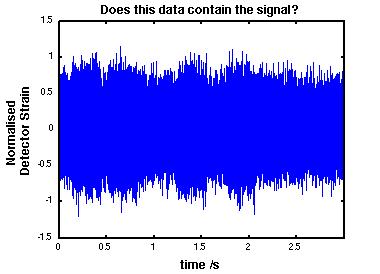 Does this data contain the signal?
1.5
1
0.5
0
-0.5
-1
-1.5
Normalised
Detector Strain
0 0.5 1 1.5 2 2.5
time /s